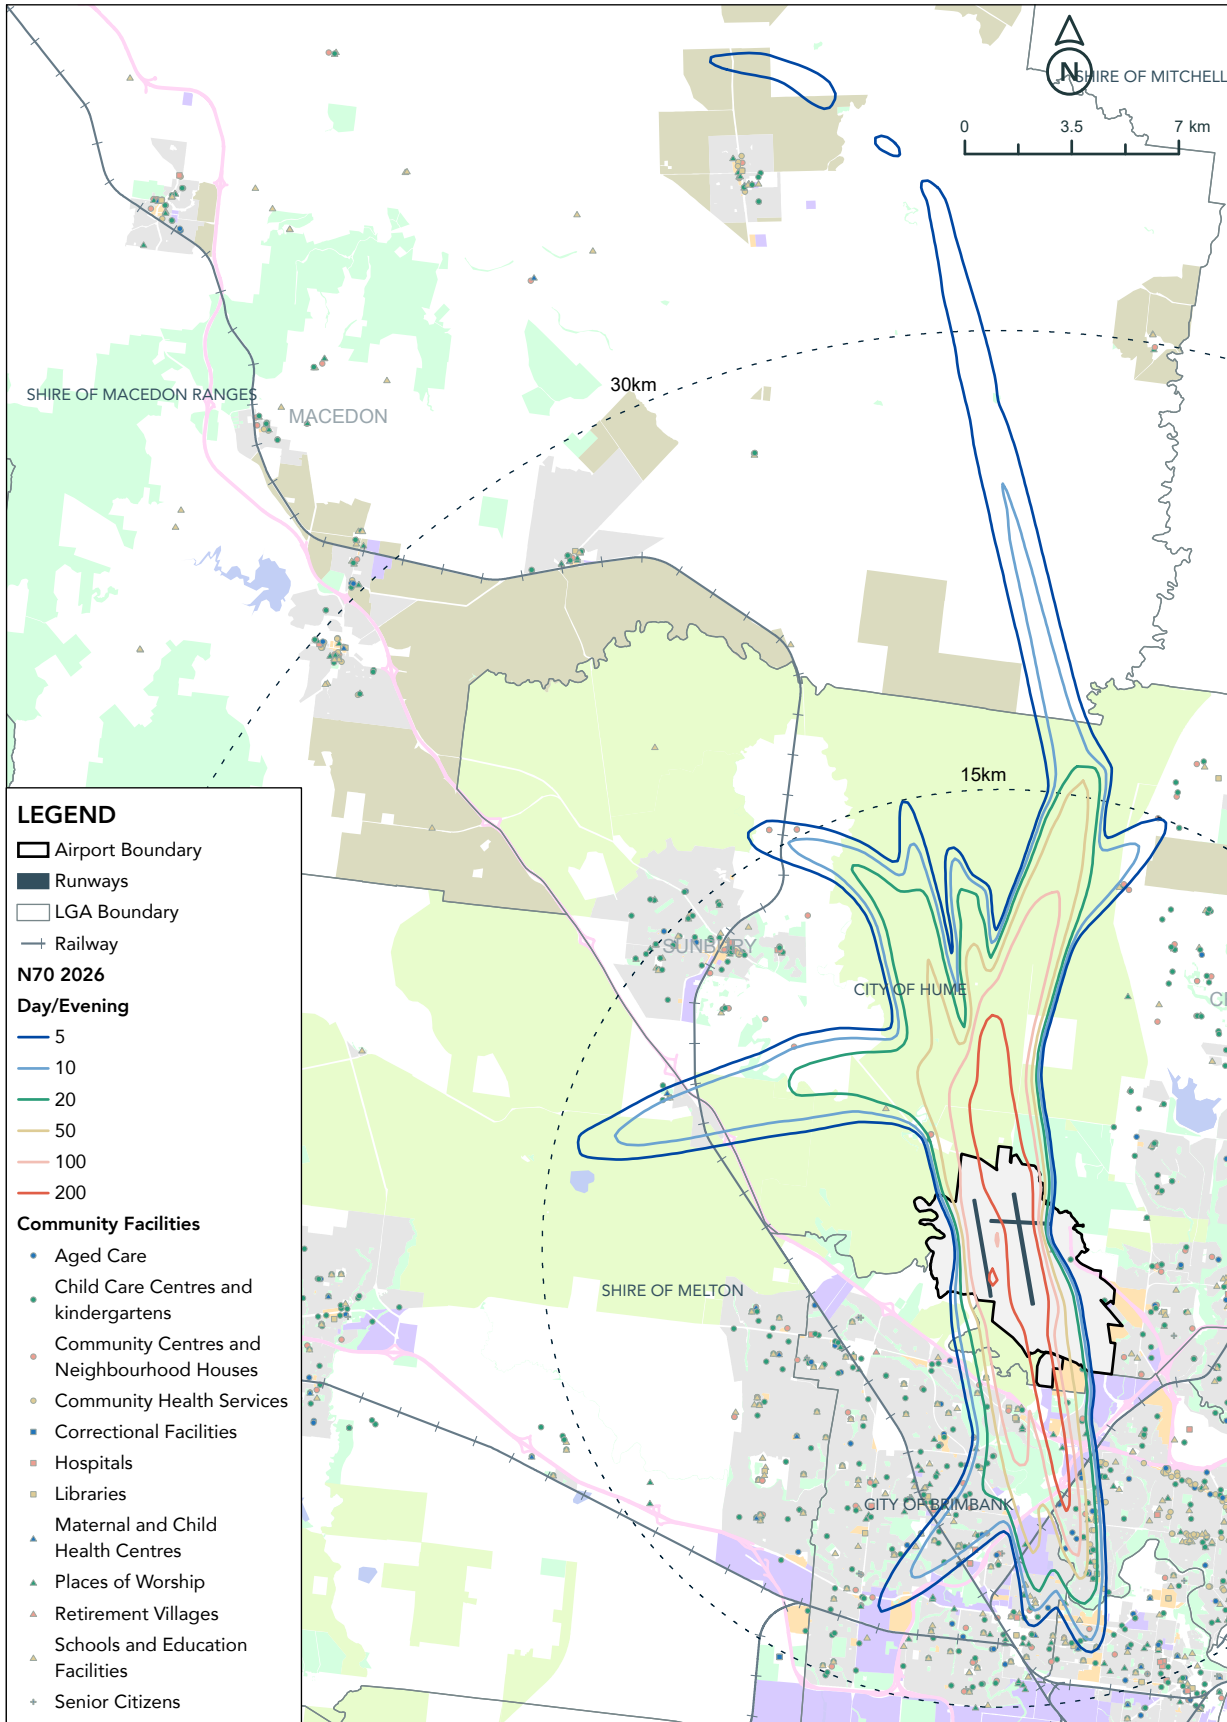 SHIRE OF MITCHELL
N
0 3.5 7 km
30km
SHIRE OF MACEDON RANGES
MACEDON
15km
SUNBURY
CITY OF HUME
SHIRE OF MELTON
CITY OF BRIMBANK
LEGEND
Airport Boundary
Runways
LGA Boundary
Railway
N70 2026
Day/Evening
5
10
20
50
100
200
Community Facilities
Aged Care
Child Care Centres and
kindergartens
Community Centres and
Neighbourhood Houses
Community Health Services
Correctional Facilities
Hospitals
Libraries
Maternal and Child
Health Centres
Places of Worship
Retirement Villages
Schools and Education
Facilities
Senior Citizens